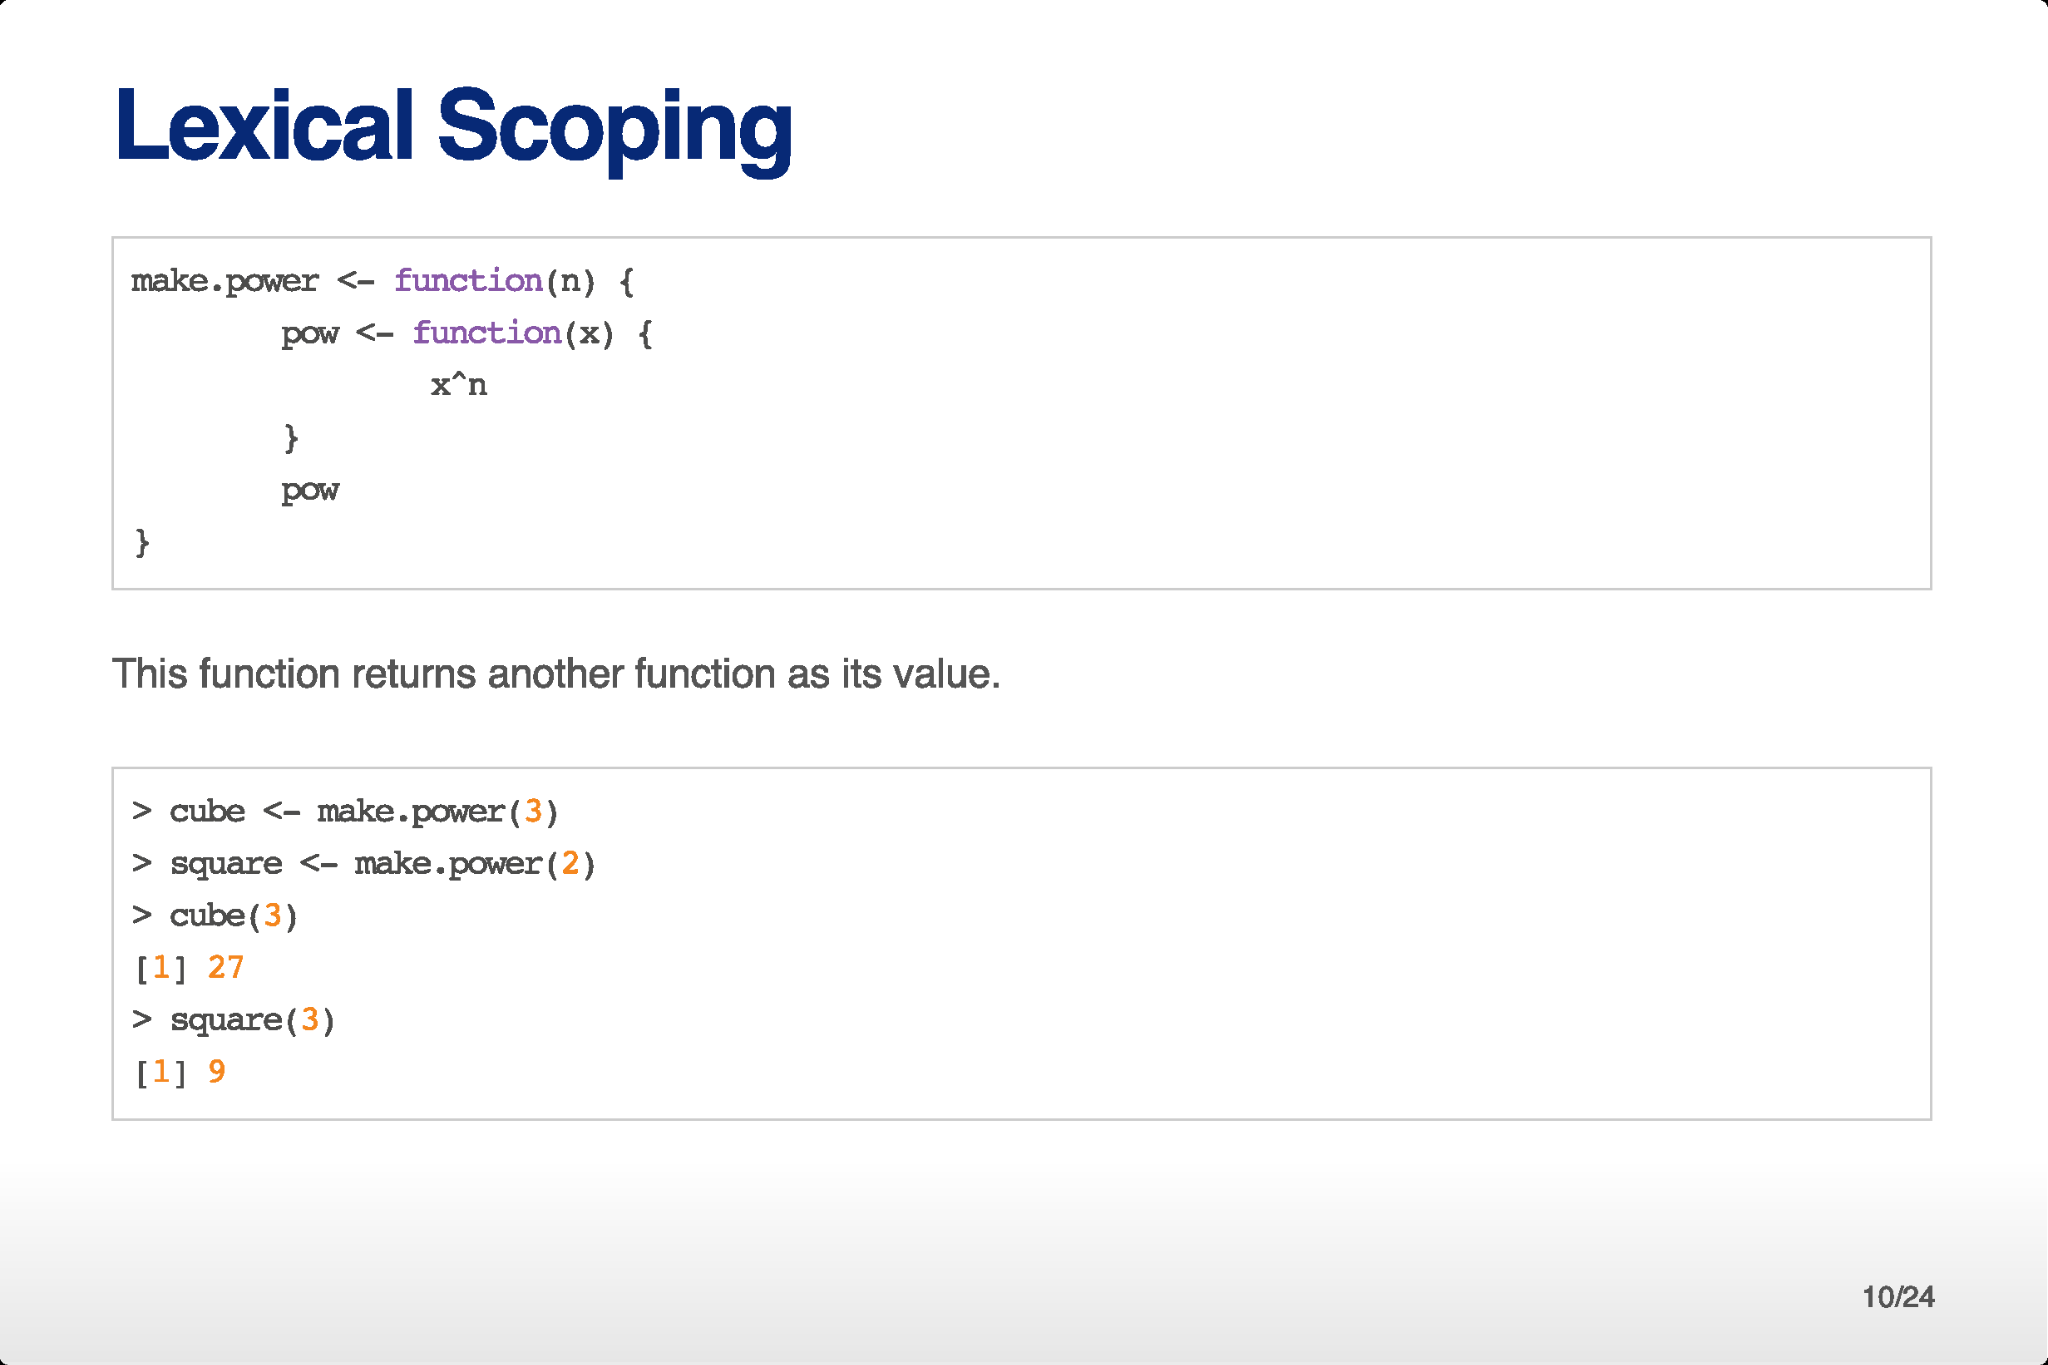 Lexical Scoping
make.power <- function(n) {
        pow <- function(x) {
                x^n
        }
        pow
}
This function returns another function as its value.
> cube <- make.power(3)
> square <- make.power(2)
> cube(3)
[1] 27
> square(3)
[1] 9
10/24